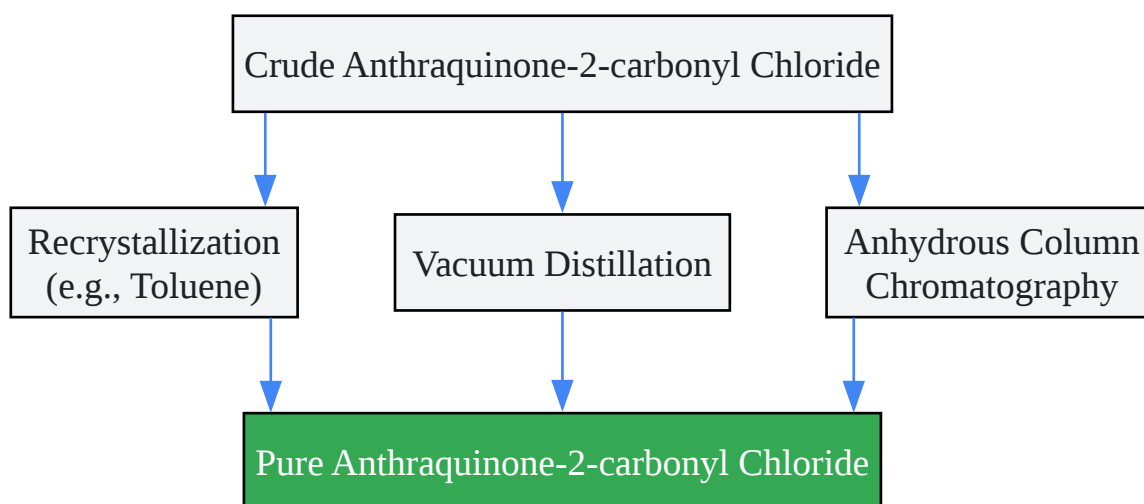 Crude Anthraquinone-2-carbonyl Chloride
Recrystallization
(e.g., Toluene)
Vacuum Distillation
Anhydrous Column
Chromatography
Pure Anthraquinone-2-carbonyl Chloride